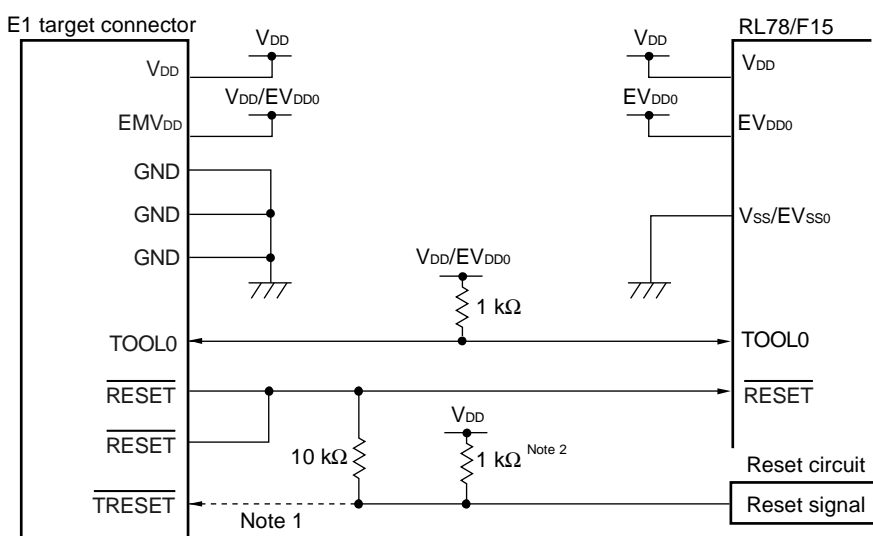 E1 target connector
RL78/F15
VDD
VDD
VDD
VDD
VDD/EVDD0
EVDD0
EMVDD
EVDD0
GND
GND
VSS/EVSS0
GND
VDD/EVDD0
1 kΩ
TOOL0
TOOL0
RESET
RESET
RESET
VDD
10 kΩ
1 kΩ Note 2
Reset circuit
TRESET
Note 1
Reset signal